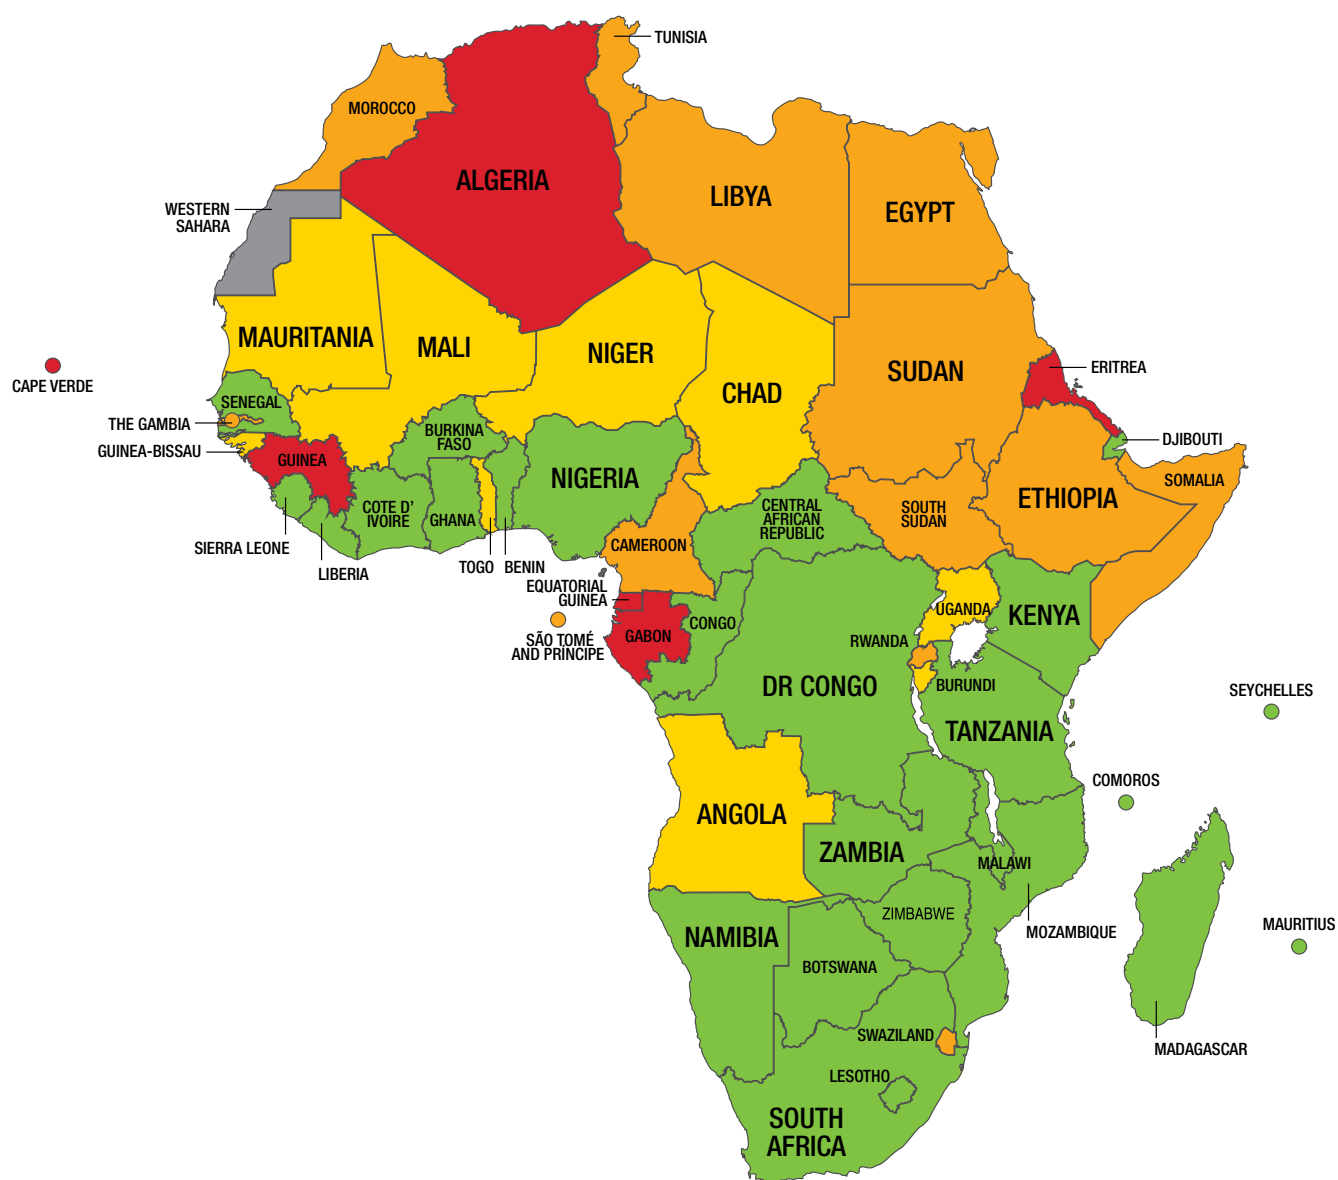 TUNISIA
MOROCCO
ALGERIA
LIBYA
EGYPT
WESTERN
SAHARA
MAURITANIA
MALI
NIGER
CHAD
SUDAN
ERITREA
CAPE VERDE
SENEGAL
THE GAMBIA
GUINEA-BISSAU
GUINEA
BURKINA
FASO
NIGERIA
DJIBOUTI
SOMALIA
ETHIOPIA
SOUTH
SUDAN
CENTRAL
AFRICAN
REPUBLIC
COTE D'
IVOIRE
GHANA
SIERRA LEONE
LIBERIA
TOGO
BENIN
CAMEROON
EQUATORIAL
GUINEA
SÃO TOMÉ
AND PRÍNCIPE
GABON
CONGO
UGANDA
KENYA
RWANDA
DR CONGO
BURUNDI
TANZANIA
SEYCHELLES
COMOROS
ANGOLA
ZAMBIA
MALAWI
ZIMBABWE
MOZAMBIQUE
MAURITIUS
NAMIBIA
BOTSWANA
SWAZILAND
MADAGASCAR
LESOTHO
SOUTH
AFRICA